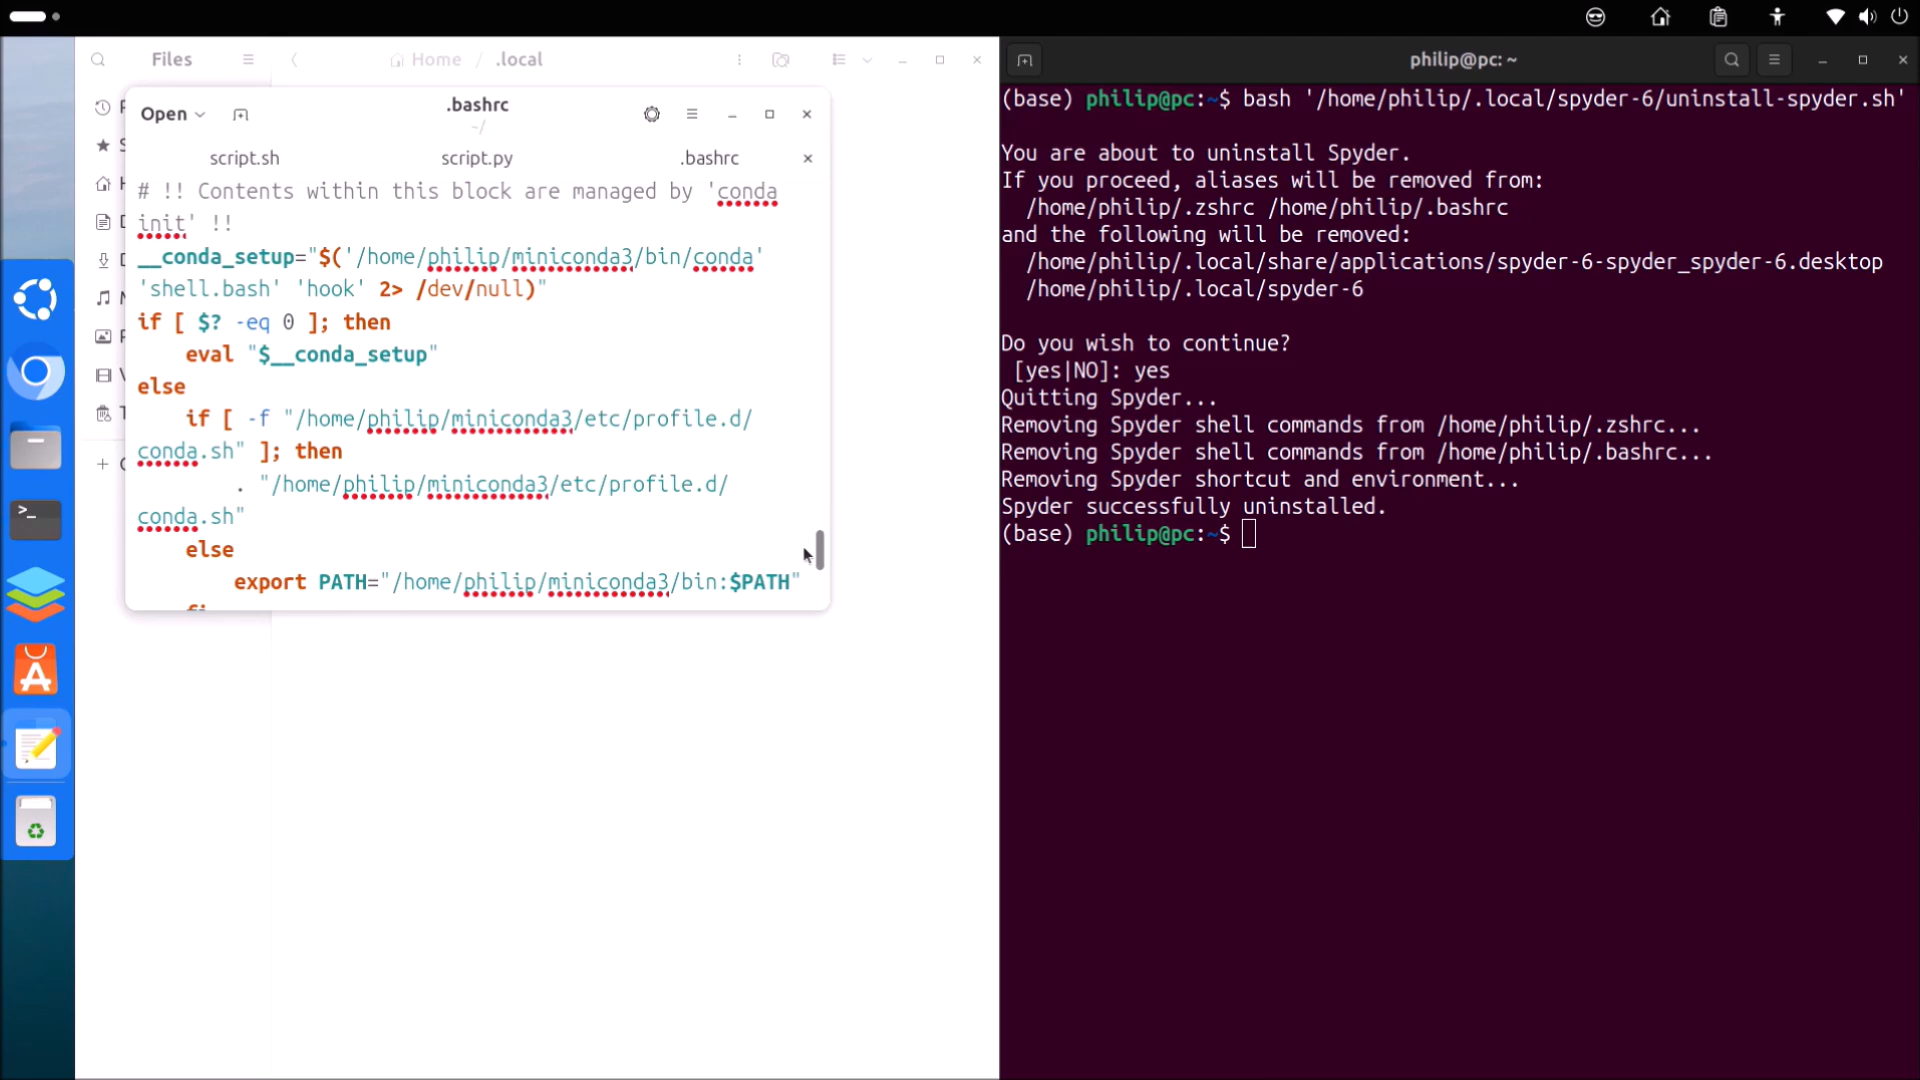 Files
Home / .local
Open
.bashrc
~/
script.sh
script.py
.bashrc
# !! Contents within this block are managed by 'conda
init' !!
__conda_setup="$('/home/philip/miniconda3/bin/conda'
'shell.bash' 'hook' 2> /dev/null)"
if [ $? -eq 0 ]; then
eval "$__conda_setup"
else
if [ -f "/home/philip/miniconda3/etc/profile.d/
conda.sh" ]; then
. "/home/philip/miniconda3/etc/profile.d/
conda.sh"
else
export PATH="/home/philip/miniconda3/bin:$PATH"
philip@pc: ~
(base) philip@pc:~$ bash '/home/philip/.local/spyder-6/uninstall-spyder.sh'
You are about to uninstall Spyder.
If you proceed, aliases will be removed from:
/home/philip/.zshrc /home/philip/.bashrc
and the following will be removed:
/home/philip/.local/share/applications/spyder-6-spyder_spyder-6.desktop
/home/philip/.local/spyder-6
Do you wish to continue?
[yes|NO]: yes
Quitting Spyder...
Removing Spyder shell commands from /home/philip/.zshrc...
Removing Spyder shell commands from /home/philip/.bashrc...
Removing Spyder shortcut and environment...
Spyder successfully uninstalled.
(base) philip@pc:~$